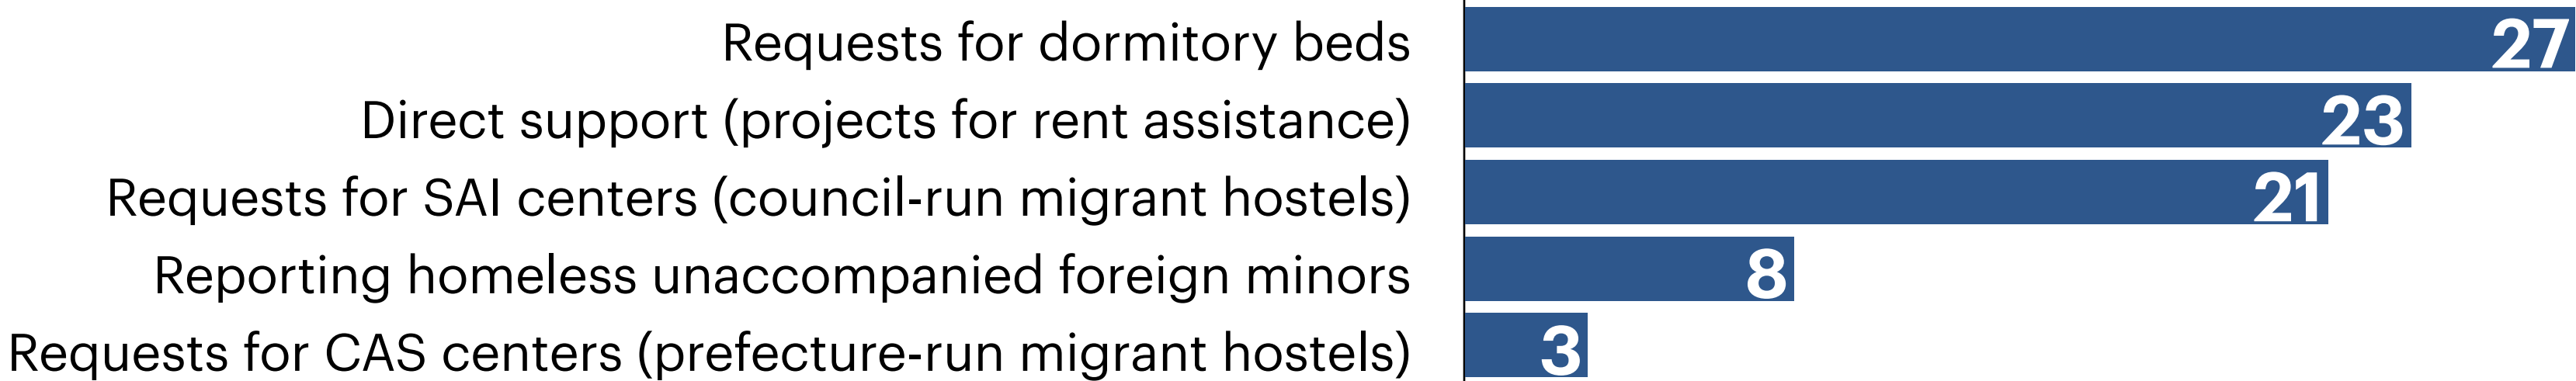 Requests for dormitory beds 27
Direct support (projects for rent assistance) 23
Requests for SAI centers (council-run migrant hostels) 21
Reporting homeless unaccompanied foreign minors 8
Requests for CAS centers (prefecture-run migrant hostels) 3